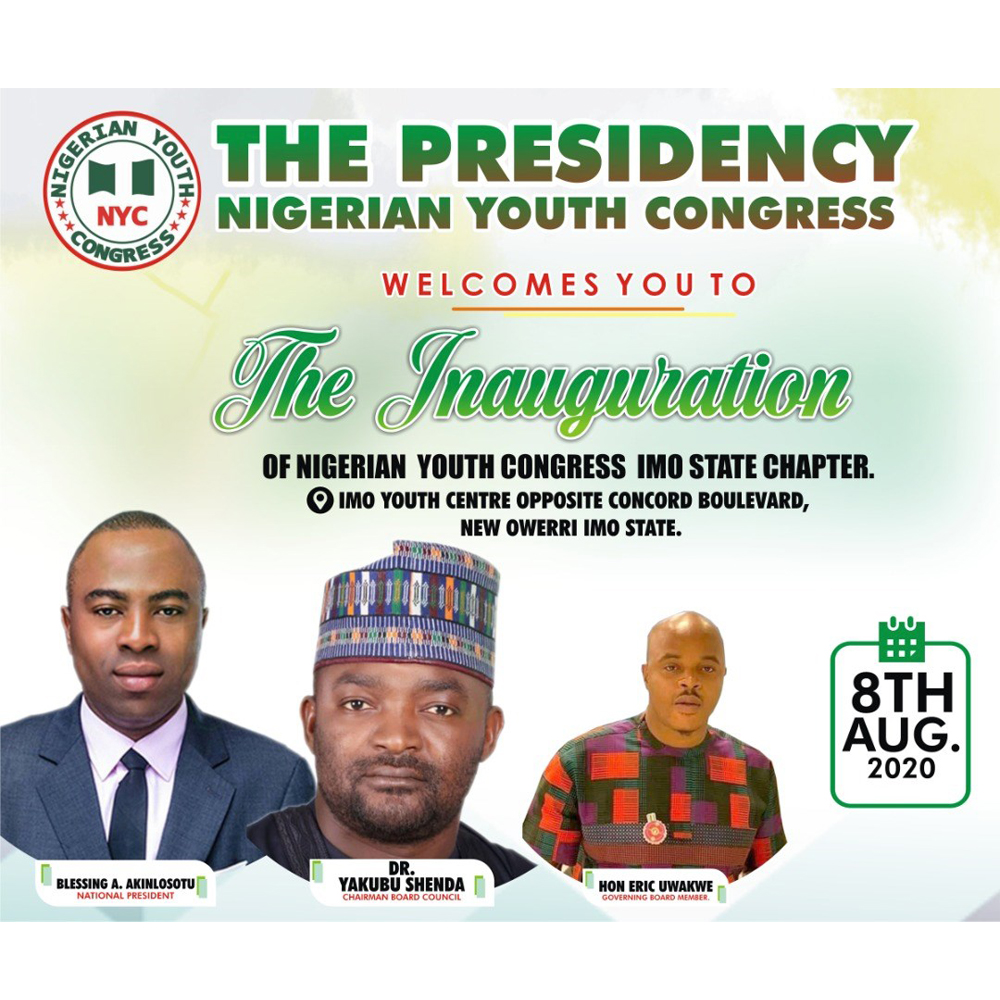 NIGERIAN YOUTH
NYC
CONGRESS
THE PRESIDENCY
NIGERIAN YOUTH CONGRESS
WELCOMES YOU TO
The Inauguration
OF NIGERIAN YOUTH CONGRESS IMO STATE CHAPTER.
IMO YOUTH CENTRE OPPOSITE CONCORD BOULEVARD,
NEW OWERRI IMO STATE.
8TH
AUG.
2020
BLESSING A. AKINLOSOTU
NATIONAL PRESIDENT
DR.
YAKUBU SHENDA
CHAIRMAN BOARD COUNCIL
HON ERIC UWAKWE
GOVERNING BOARD MEMBER.